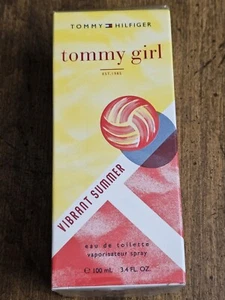 TOMMY HILFIGER
tommy girl
EST. 1985
VIBRANT SUMMER
eau de toilette
vaporisateur spray
e 100 mL 3.4 FL. OZ.